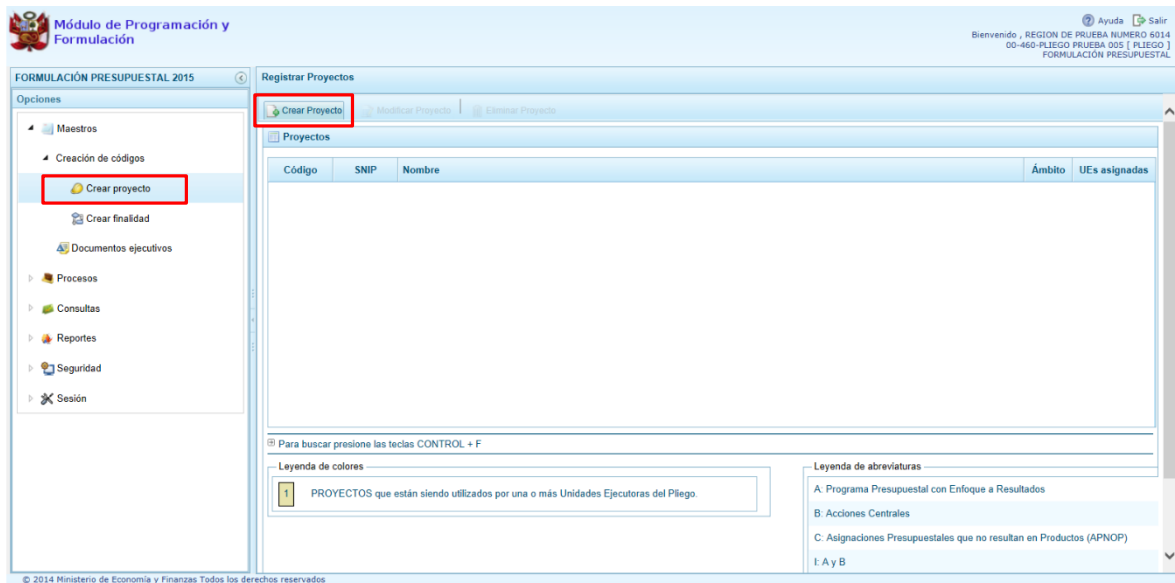 Módulo de Programación y
Formulación
Ayuda Salir
Bienvenido , REGION DE PRUEBA NUMERO 6014
00-460-PLIEGO PRUEBA 005 [ PLIEGO ]
FORMULACIÓN PRESUPUESTAL
FORMULACIÓN PRESUPUESTAL 2015
Opciones
Maestros
Creación de códigos
Crear proyecto
Crear finalidad
Documentos ejecutivos
Procesos
Consultas
Reportes
Seguridad
Sesión
Registrar Proyectos
Crear Proyecto Modificar Proyecto Eliminar Proyecto
Proyectos
Código SNIP Nombre Ámbito UEs asignadas
Para buscar presione las teclas CONTROL + F
Leyenda de colores
1 PROYECTOS que están siendo utilizados por una o más Unidades Ejecutoras del Pliego.
Leyenda de abreviaturas
A: Programa Presupuestal con Enfoque a Resultados
B: Acciones Centrales
C: Asignaciones Presupuestales que no resultan en Productos (APNOP)
I: A y B
© 2014 Ministerio de Economía y Finanzas Todos los derechos reservados